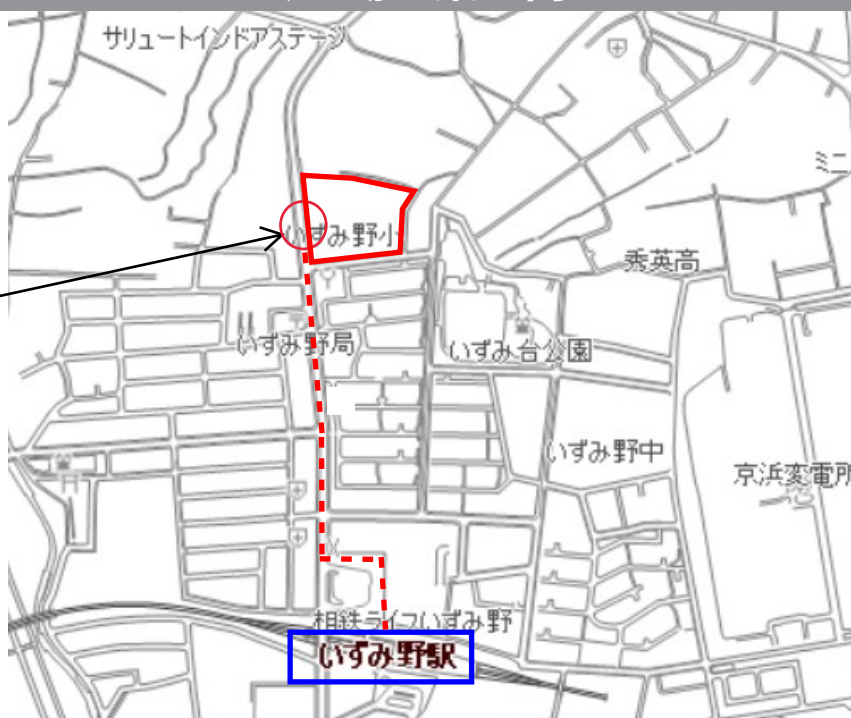 サリュートインドアステージ
ミニ
いずみ野小
秀英高
いずみ野局
いずみ台公園
いずみ野中
京浜変電所
相鉄ライフいずみ野
いずみ野駅